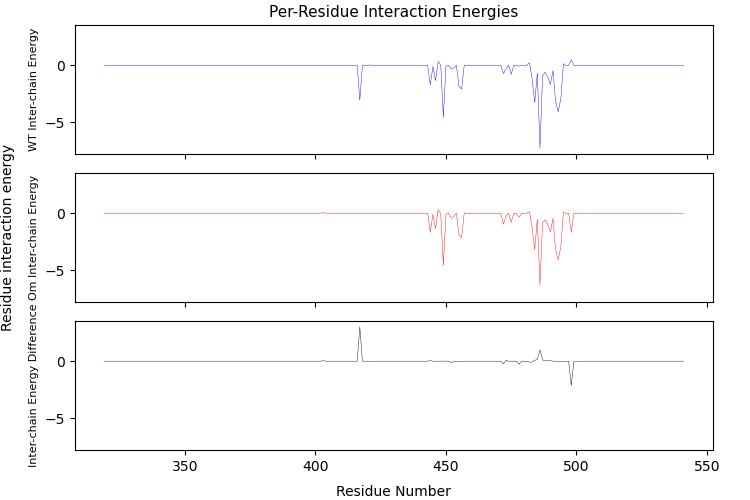 Per-Residue Interaction Energies
WT Inter-chain Energy
0
−5
Om Inter-chain Energy
0
−5
Residue interaction energy
Inter-chain Energy Difference
0
−5
350 400 450 500 550
Residue Number